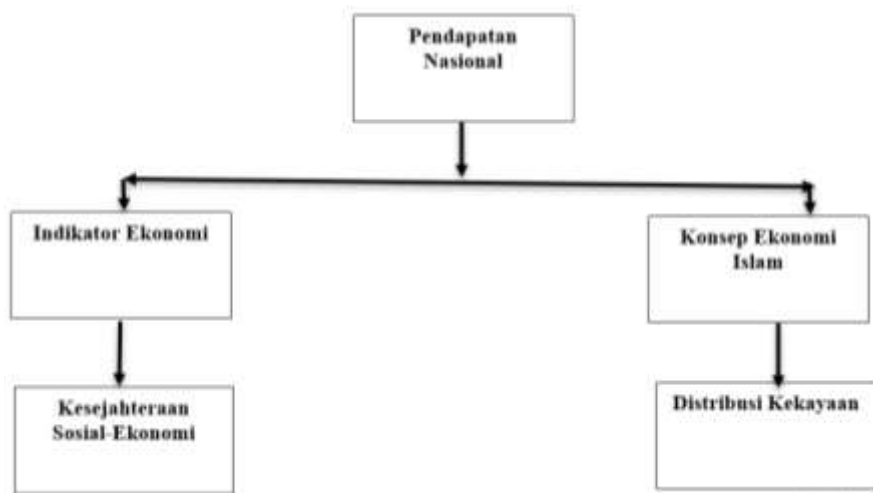 Pendapatan
Nasional
Indikator Ekonomi
Konsep Ekonomi
Islam
Kesejahteraan
Sosial-Ekonomi
Distribusi Kekayaan